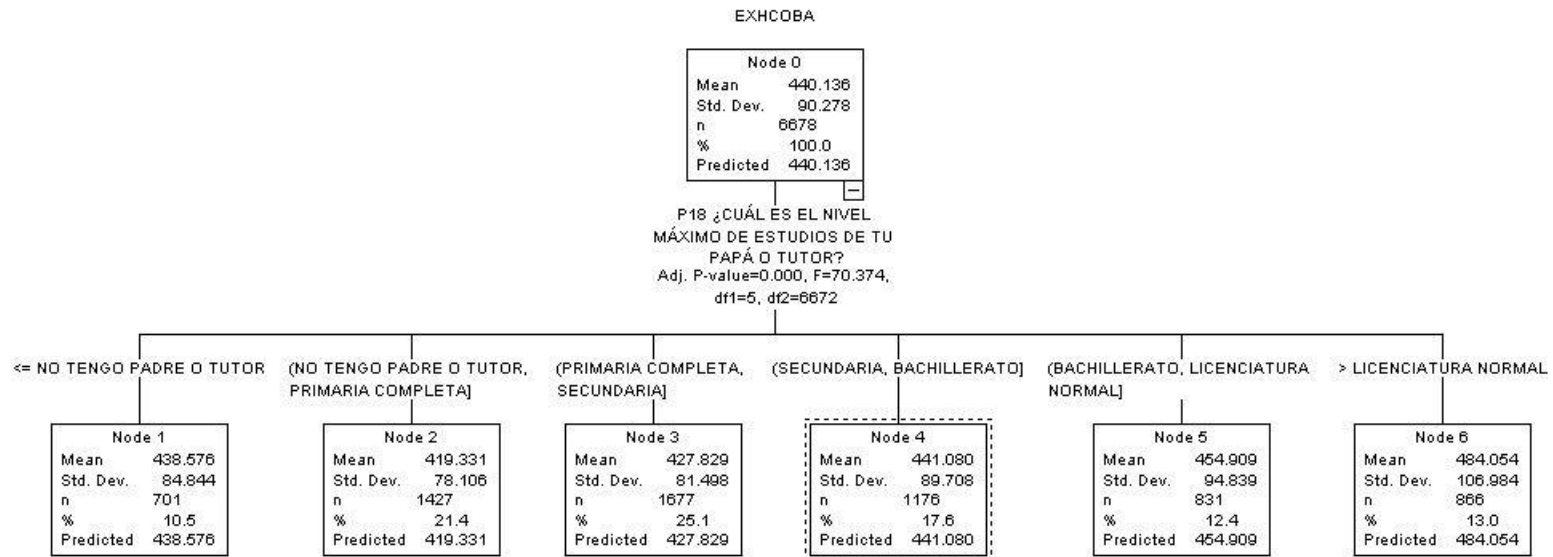 EXHCOBA
Node 0
Mean 440.136
Std. Dev. 90.278
n 6678
% 100.0
Predicted 440.136
P18 ¿CUÁL ES EL NIVEL
MÁXIMO DE ESTUDIOS DE TU
PAPÁ O TUTOR?
Adj. P-value=0.000, F=70.374,
df1=5, df2=6672
<= NO TENGO PADRE O TUTOR
Node 1
Mean 438.576
Std. Dev. 84.844
n 701
% 10.5
Predicted 438.576
(NO TENGO PADRE O TUTOR,
PRIMARIA COMPLETA]
Node 2
Mean 419.331
Std. Dev. 78.106
n 1427
% 21.4
Predicted 419.331
(PRIMARIA COMPLETA,
SECUNDARIA]
Node 3
Mean 427.829
Std. Dev. 81.498
n 1677
% 25.1
Predicted 427.829
(SECUNDARIA, BACHILLERATO]
Node 4
Mean 441.080
Std. Dev. 89.708
n 1176
% 17.6
Predicted 441.080
(BACHILLERATO, LICENCIATURA
NORMAL]
Node 5
Mean 454.909
Std. Dev. 94.839
n 831
% 12.4
Predicted 454.909
> LICENCIATURA NORMAL
Node 6
Mean 484.054
Std. Dev. 106.984
n 866
% 13.0
Predicted 484.054